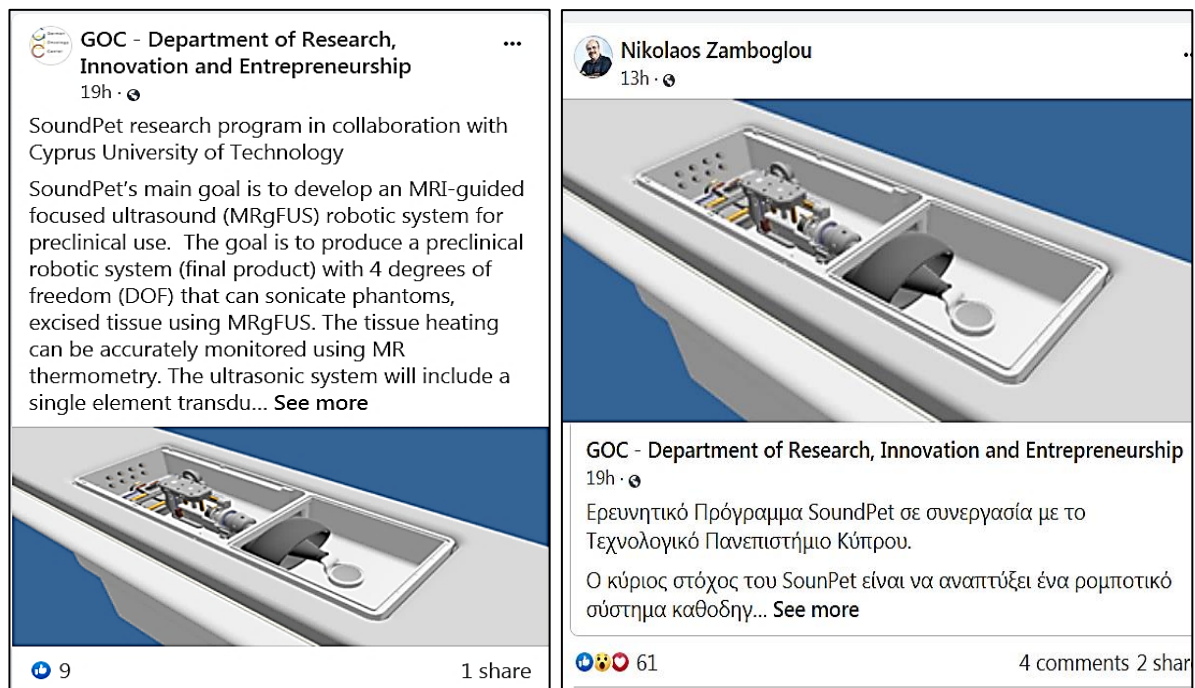 GOC - Department of Research,
Innovation and Entrepreneurship
19h ·
SoundPet research program in collaboration with
Cyprus University of Technology
SoundPet's main goal is to develop an MRI-guided
focused ultrasound (MRgFUS) robotic system for
preclinical use. The goal is to produce a preclinical
robotic system (final product) with 4 degrees of
freedom (DOF) that can sonicate phantoms,
excised tissue using MRgFUS. The tissue heating
can be accurately monitored using MR
thermometry. The ultrasonic system will include a
single element transdu... See more
9
1 share
Nikolaos Zamboglou
13h ·
GOC - Department of Research, Innovation and Entrepreneurship
19h ·
Ερευνητικό Πρόγραμμα SoundPet σε συνεργασία με το
Τεχνολογικό Πανεπιστήμιο Κύπρου.
Ο κύριος στόχος του SounPet είναι να αναπτύξει ένα ρομποτικό
σύστημα καθοδηγ... See more
61
4 comments 2 shar